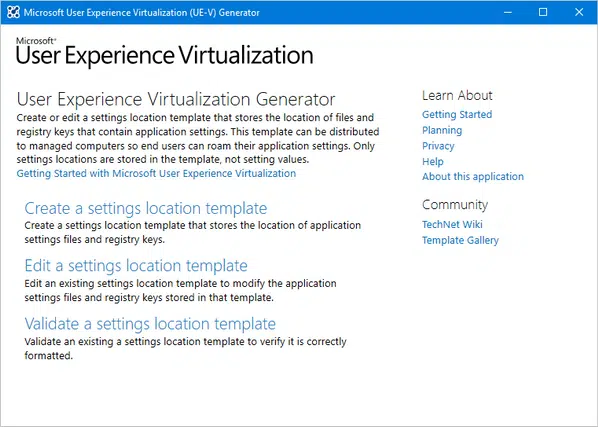 Microsoft User Experience Virtualization (UE-V) Generator
Microsoft®
User Experience Virtualization
User Experience Virtualization Generator
Create or edit a settings location template that stores the location of files and
registry keys that contain application settings. This template can be distributed
to managed computers so end users can roam their application settings. Only
settings locations are stored in the template, not setting values.
Getting Started with Microsoft User Experience Virtualization
Create a settings location template
Create a settings location template that stores the location of application
settings files and registry keys.
Edit a settings location template
Edit an existing settings location template to modify the application
settings files and registry keys stored in that template.
Validate a settings location template
Validate an existing a settings location template to verify it is correctly
formatted.
Learn About
Getting Started
Planning
Privacy
Help
About this application
Community
TechNet Wiki
Template Gallery